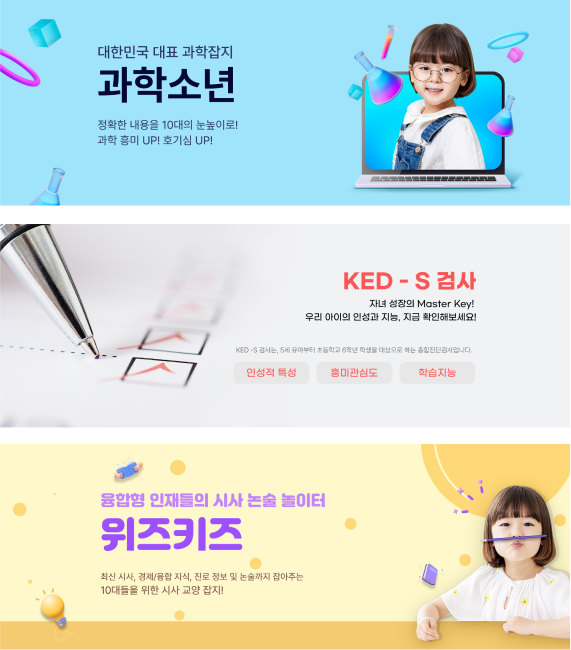 대한민국 대표 과학잡지
과학소년
정확한 내용을 10대의 눈높이로!
과학 흥미 UP! 호기심 UP!
KED - S 검사
자녀 성장의 Master Key!
우리 아이의 인성과 지능, 지금 확인해보세요!
KED -S 검사는, 5세 유아부터 초등학교 6학년 학생을 대상으로 하는 종합진단검사입니다.
인성적 특성
흥미관심도
학습지능
융합형 인재들의 시사 논술 놀이터
위즈키즈
최신 시사, 경제/융합 지식, 진로 정보 및 논술까지 잡아주는
10대들을 위한 시사 교양 잡지!